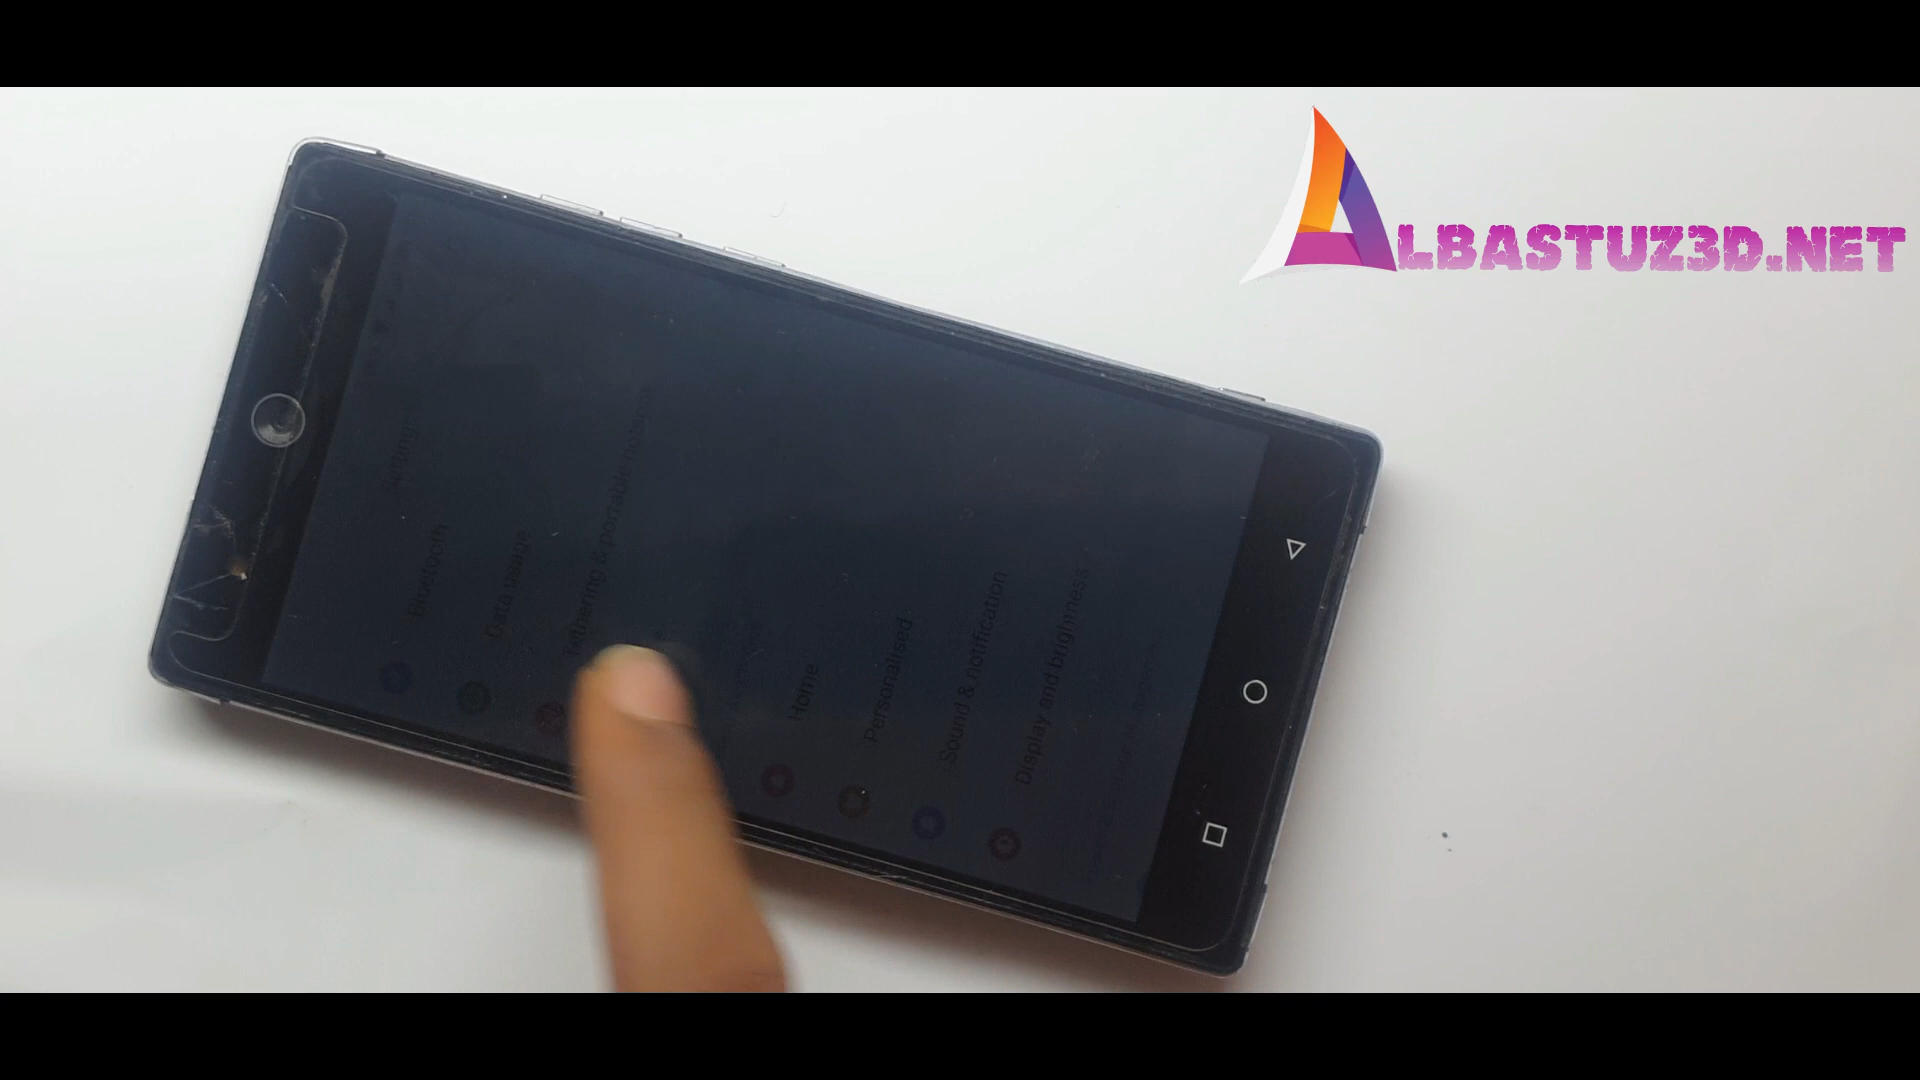 ALBASTUZ3D.NET
Settings
Bluetooth
Data usage
Tethering & portable hotspot
Home
Personalised
Sound & notification
Display and brightness